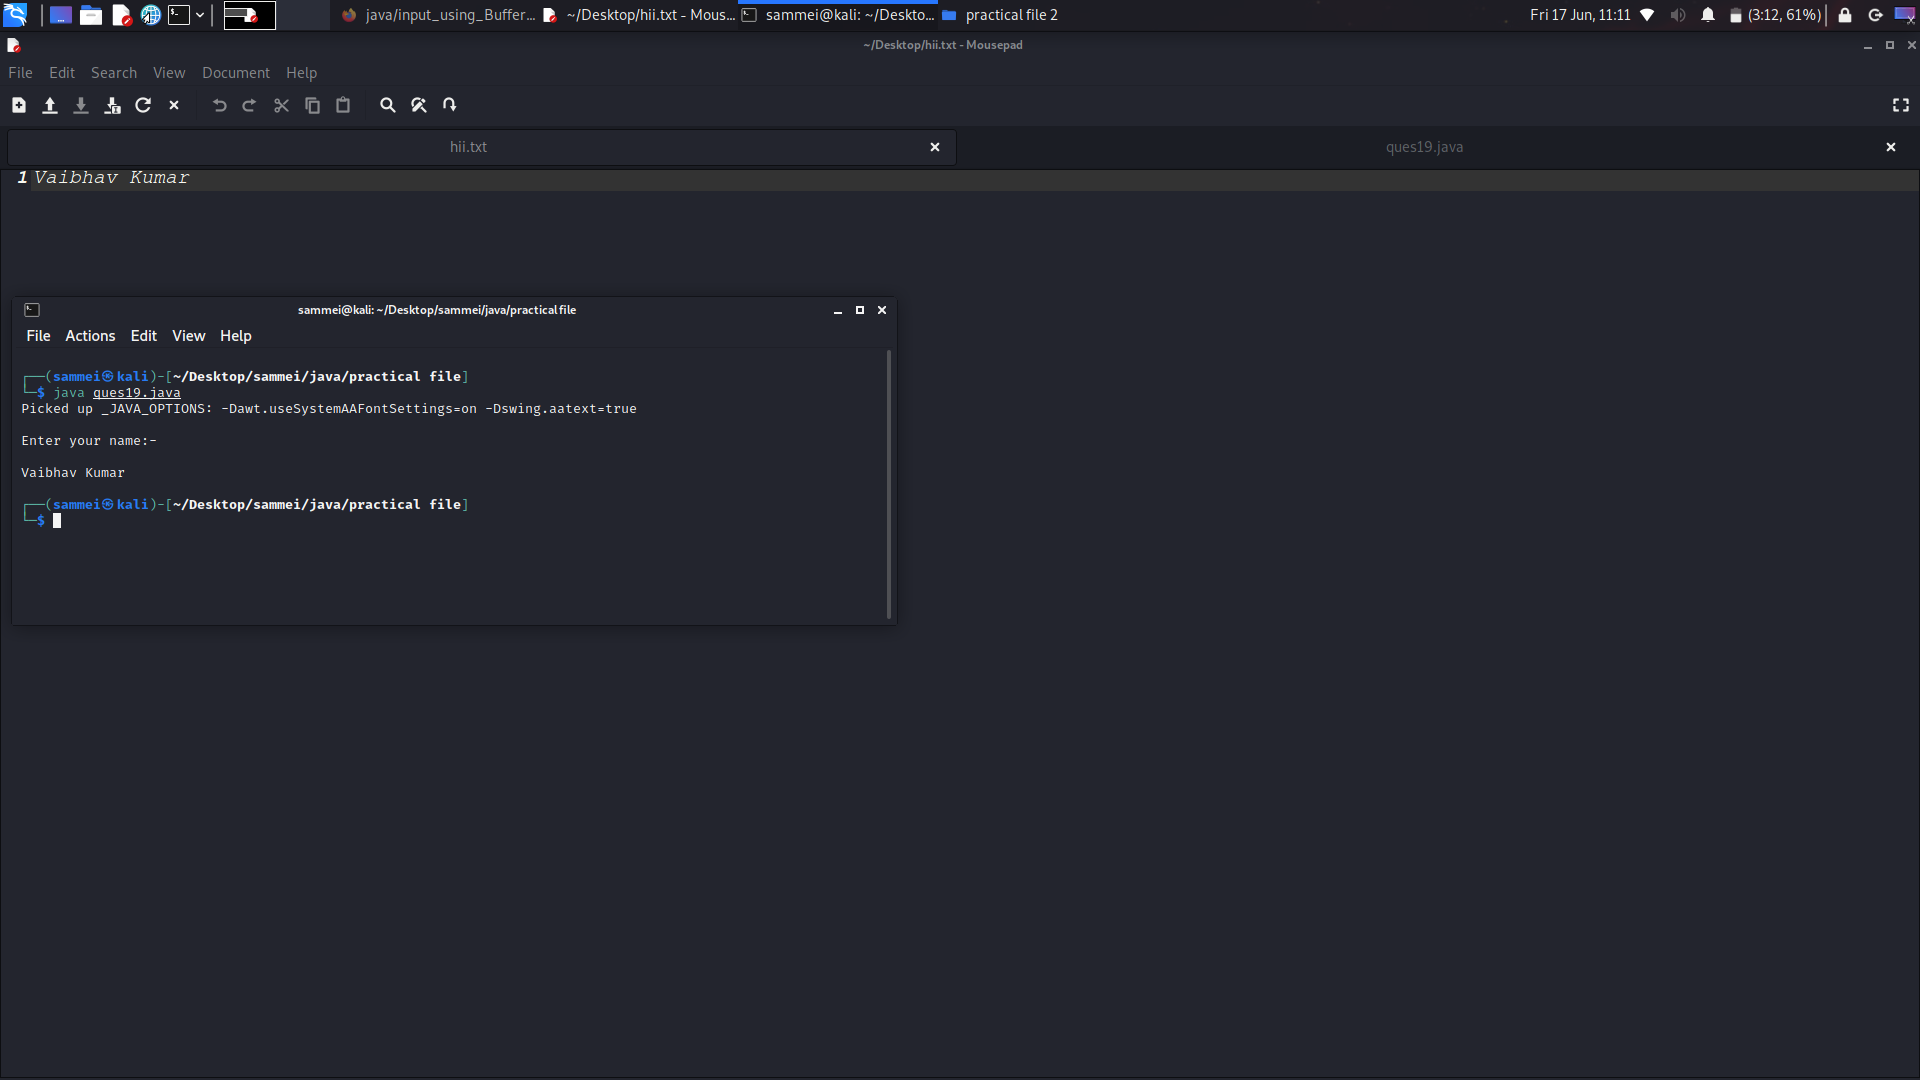 java/input_using_Buffer...
~/Desktop/hii.txt - Mous...
sammei@kali: ~/Deskto...
practical file 2
Fri 17 Jun, 11:11
(3:12, 61%)
~/Desktop/hii.txt - Mousepad
File Edit Search View Document Help
hii.txt
ques19.java
1 Vaibhav Kumar
sammei@kali: ~/Desktop/sammei/java/practical file
File Actions Edit View Help
┌──(sammei㉿kali)-[~/Desktop/sammei/java/practical file]
└─$ java ques19.java
Picked up _JAVA_OPTIONS: -Dawt.useSystemAAFontSettings=on -Dswing.aatext=true
Enter your name:-
Vaibhav Kumar
┌──(sammei㉿kali)-[~/Desktop/sammei/java/practical file]
└─$